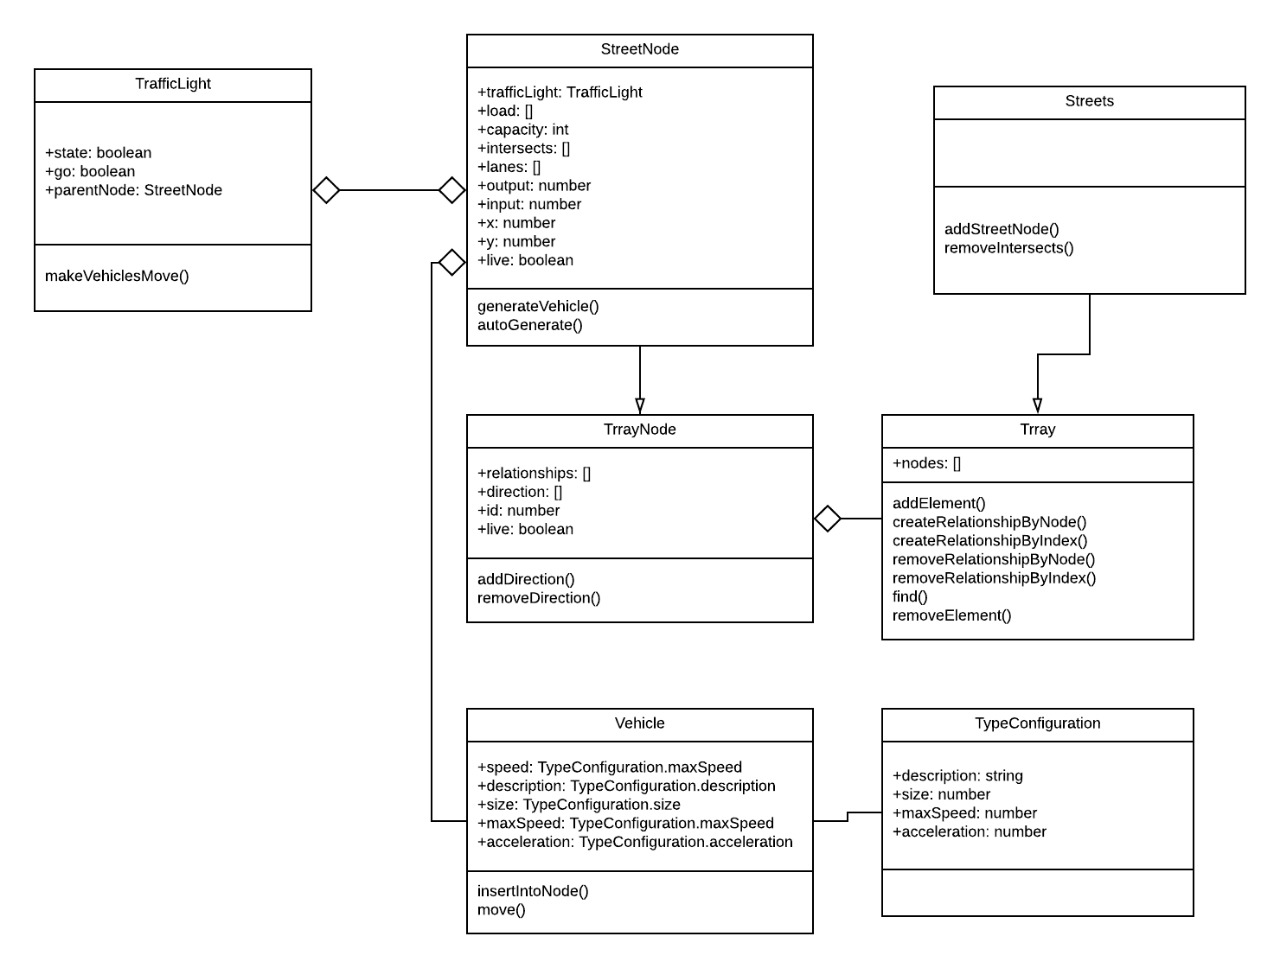 TrafficLight
+state: boolean
+go: boolean
+parentNode: StreetNode
makeVehiclesMove()
StreetNode
+trafficLight: TrafficLight
+load: []
+capacity: int
+intersects: []
+lanes: []
+output: number
+input: number
+x: number
+y: number
+live: boolean
generateVehicle()
autoGenerate()
Streets
addStreetNode()
removeIntersects()
TrrayNode
+relationships: []
+direction: []
+id: number
+live: boolean
addDirection()
removeDirection()
Trray
+nodes: []
addElement()
createRelationshipByNode()
createRelationshipByIndex()
removeRelationshipByNode()
removeRelationshipByIndex()
find()
removeElement()
Vehicle
+speed: TypeConfiguration.maxSpeed
+description: TypeConfiguration.description
+size: TypeConfiguration.size
+maxSpeed: TypeConfiguration.maxSpeed
+acceleration: TypeConfiguration.acceleration
insertIntoNode()
move()
TypeConfiguration
+description: string
+size: number
+maxSpeed: number
+acceleration: number